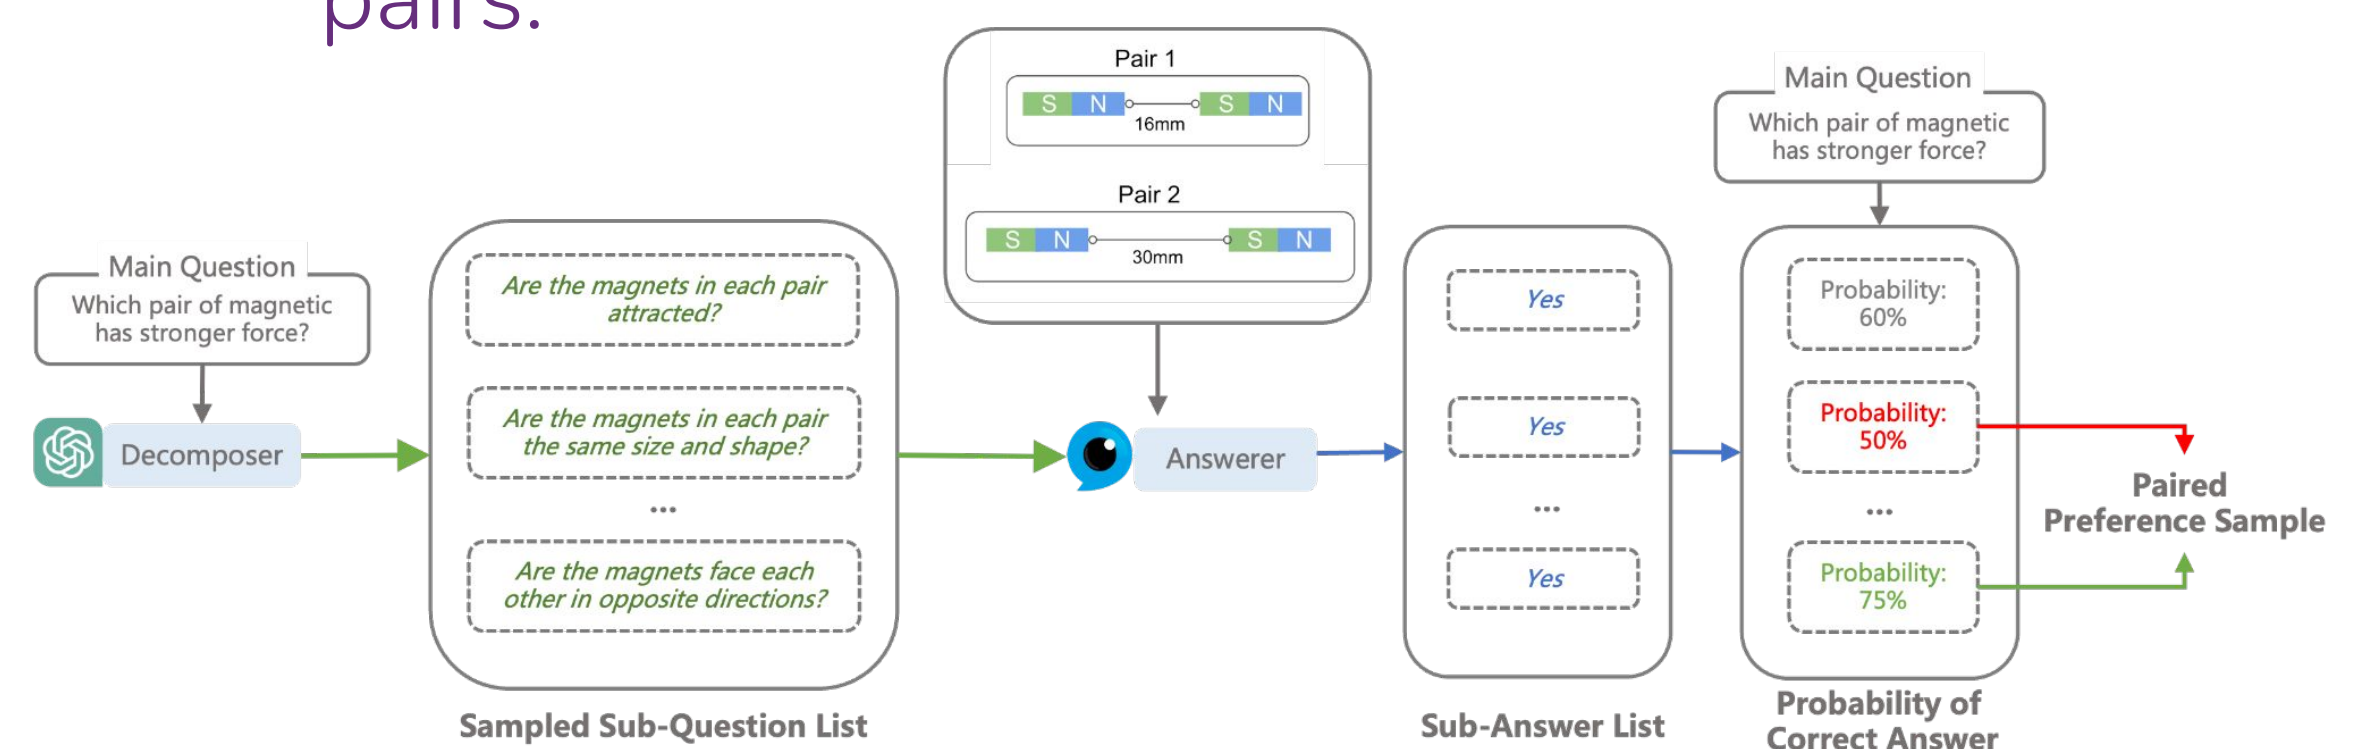 pairs.
Main Question
Which pair of magnetic
has stronger force?
Decomposer
Are the magnets in each pair
attracted?
Are the magnets in each pair
the same size and shape?
...
Are the magnets face each
other in opposite directions?
Sampled Sub-Question List
Pair 1
S N S N
16mm
Pair 2
S N S N
30mm
Answerer
Yes
Yes
...
Yes
Sub-Answer List
Main Question
Which pair of magnetic
has stronger force?
Probability:
60%
Probability:
50%
...
Probability:
75%
Probability of
Correct Answer
Paired
Preference Sample